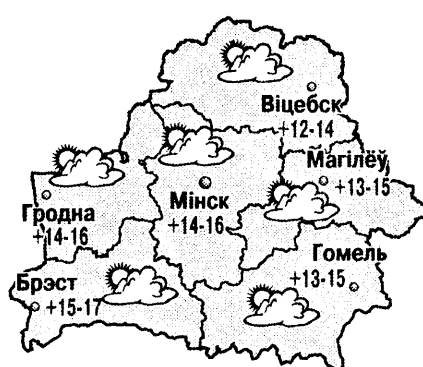 Віцебск
+12-14
Магілёў
+13-15
Мінск
+14-16
Гродна
+14-16
Гомель
+13-15
Брэст
+15-17